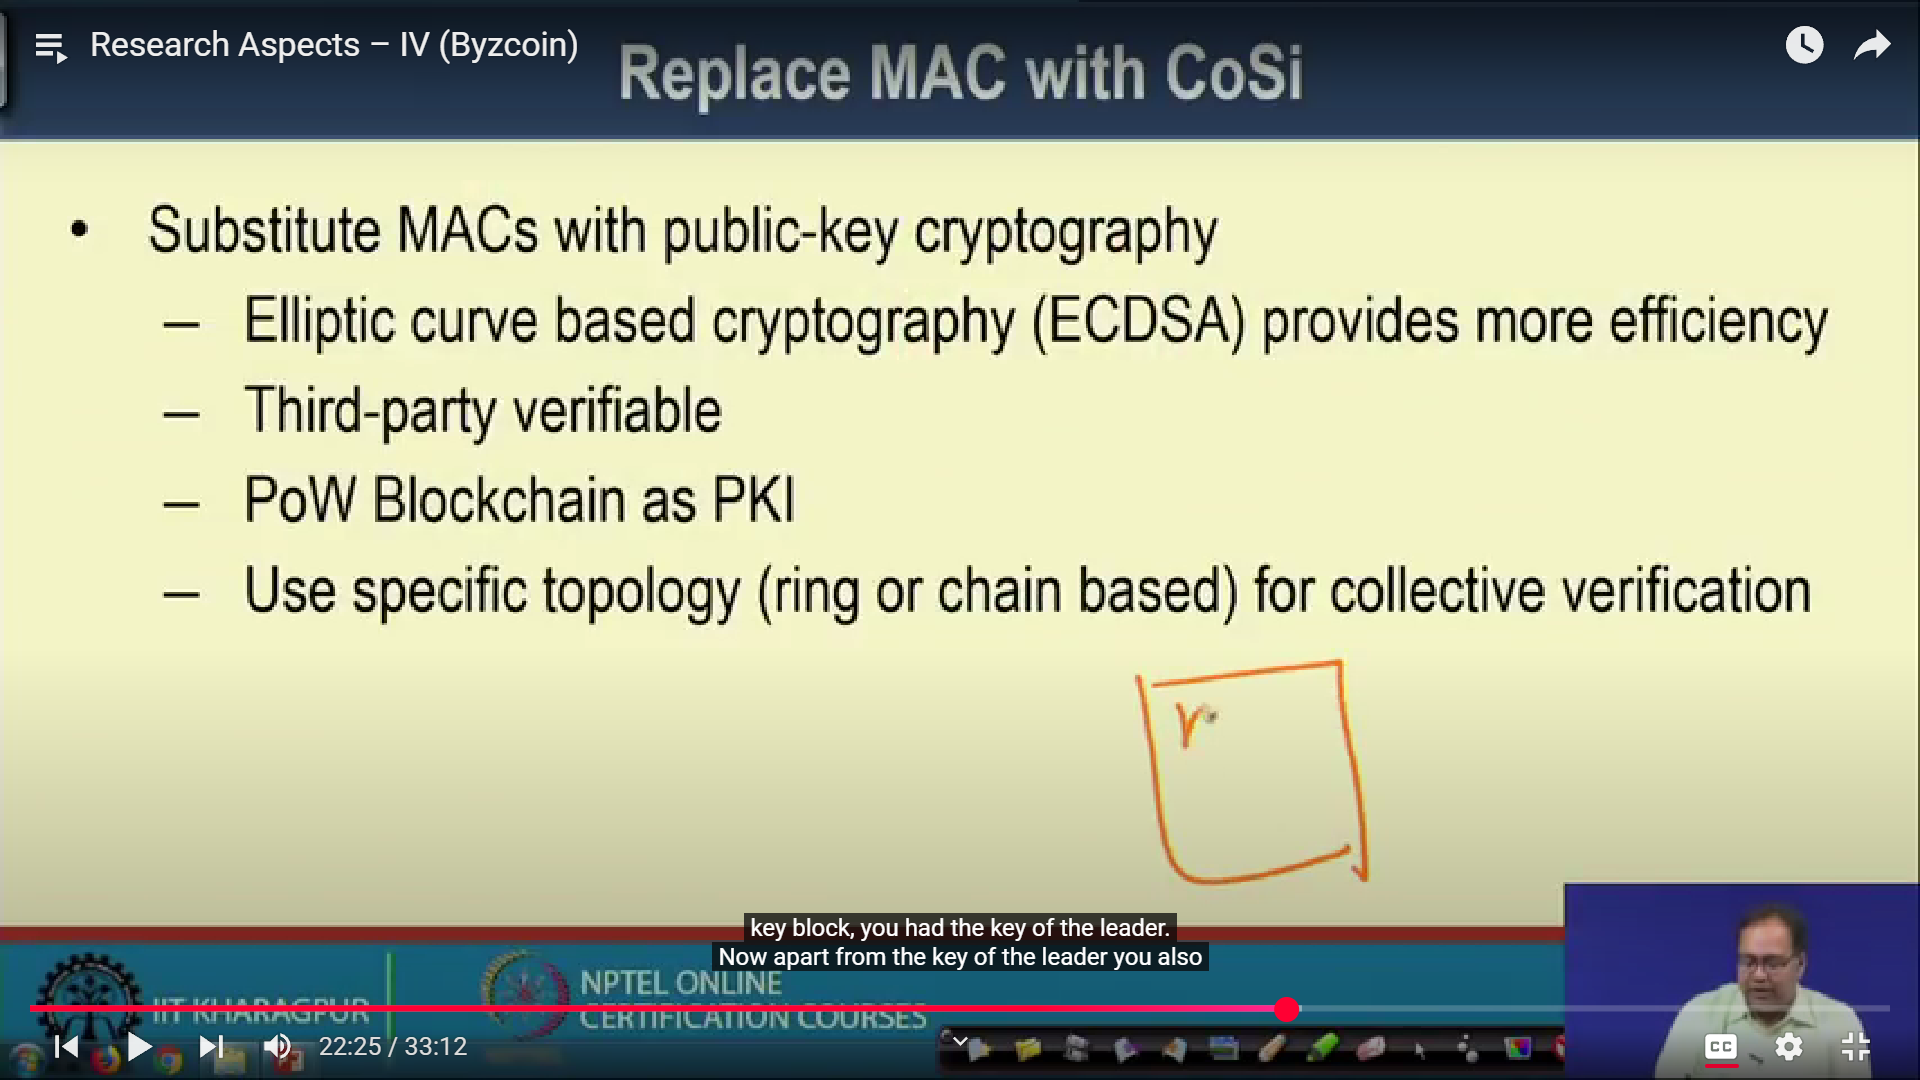 Research Aspects – IV (Byzcoin)
Replace MAC with CoSi
• Substitute MACs with public-key cryptography
– Elliptic curve based cryptography (ECDSA) provides more efficiency
– Third-party verifiable
– PoW Blockchain as PKI
– Use specific topology (ring or chain based) for collective verification
r
key block, you had the key of the leader.
Now apart from the key of the leader you also
IIT KHARAGPUR
NPTEL ONLINE
CERTIFICATION COURSES
22:25 / 33:12
CC